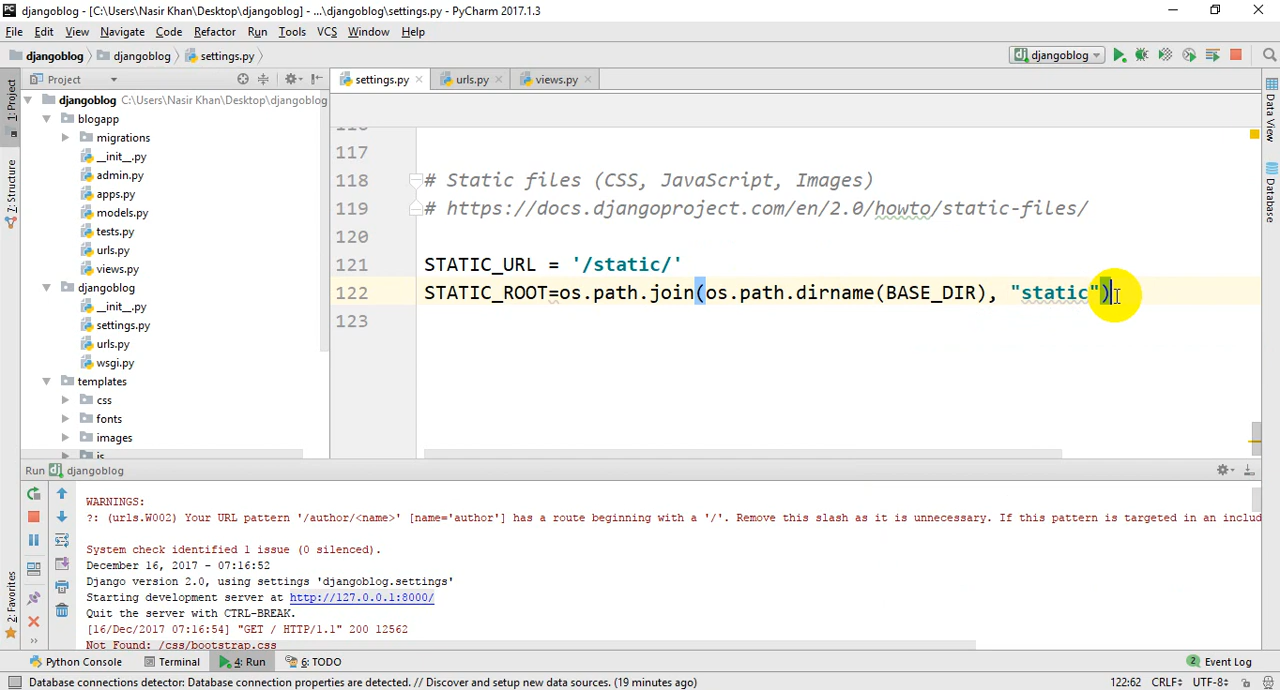 djangoblog - [C:\Users\Nasir Khan\Desktop\djangoblog] - ...\djangoblog\settings.py - PyCharm 2017.1.3
File Edit View Navigate Code Refactor Run Tools VCS Window Help
djangoblog djangoblog settings.py djangoblog
1: Project
Z: Structure
2: Favorites
Project
djangoblog C:\Users\Nasir Khan\Desktop\djangoblog
blogapp
migrations
__init__.py
admin.py
apps.py
models.py
tests.py
urls.py
views.py
djangoblog
__init__.py
settings.py
urls.py
wsgi.py
templates
css
fonts
images
js
settings.py urls.py views.py
116
117
118 # Static files (CSS, JavaScript, Images)
119 # https://docs.djangoproject.com/en/2.0/howto/static-files/
120
121 STATIC_URL = '/static/'
122 STATIC_ROOT=os.path.join(os.path.dirname(BASE_DIR), "static")
123
Data View
Database
Run djangoblog
WARNINGS:
?: (urls.W002) Your URL pattern '/author/<name>' [name='author'] has a route beginning with a '/'. Remove this slash as it is unnecessary. If this pattern is targeted in an includ
System check identified 1 issue (0 silenced).
December 16, 2017 - 07:16:52
Django version 2.0, using settings 'djangoblog.settings'
Starting development server at http://127.0.0.1:8000/
Quit the server with CTRL-BREAK.
[16/Dec/2017 07:16:54] "GET / HTTP/1.1" 200 12562
Not Found: /css/bootstrap.css
Python Console Terminal 4: Run 6: TODO 2 Event Log
Database connections detector: Database connection properties are detected. // Discover and setup new data sources. (19 minutes ago) 122:62 CRLF÷ UTF-8÷